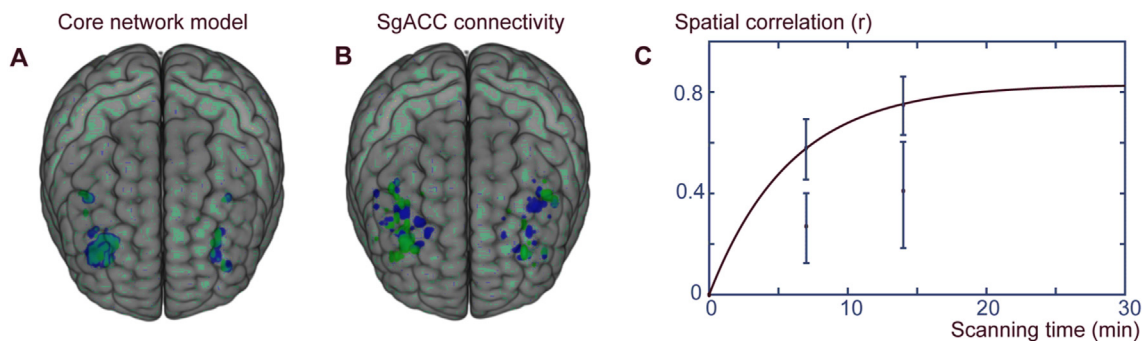 Core network model
SgACC connectivity
Spatial correlation (r)
A
B
C
0.8
0.4
0
0
10
20
30
Scanning time (min)